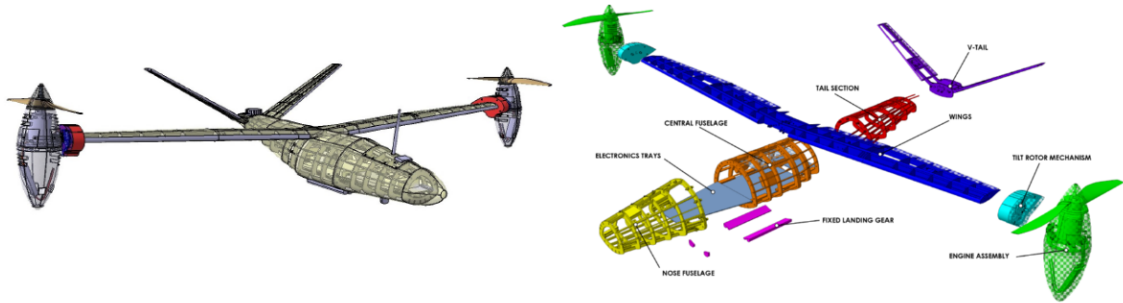 V-TAIL
TAIL SECTION
CENTRAL FUSELAGE
WINGS
ELECTRONICS TRAYS
TILT ROTOR MECHANISM
FIXED LANDING GEAR
ENGINE ASSEMBLY
NOSE FUSELAGE